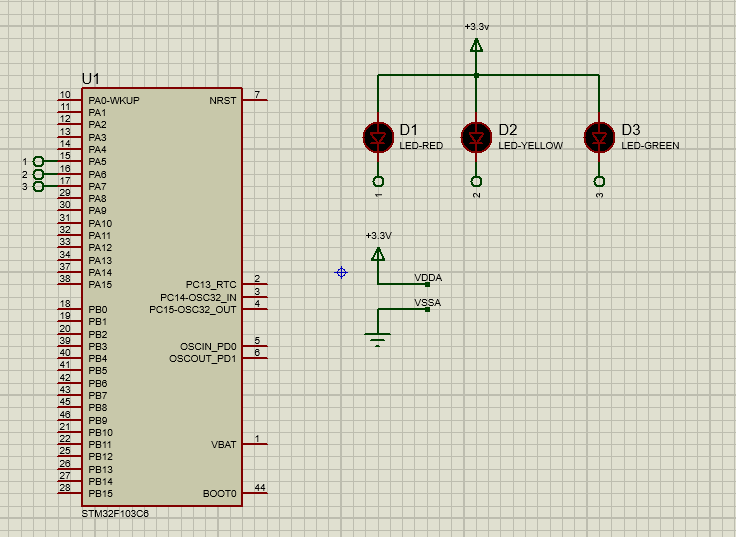 +3.3v
U1
10 PA0-WKUP NRST 7
11 PA1
12 PA2
13 PA3
14 PA4
1 15 PA5
2 16 PA6
3 17 PA7
29 PA8
30 PA9
31 PA10
32 PA11
33 PA12
34 PA13
37 PA14
38 PA15 PC13_RTC 2
PC14-OSC32_IN 3
18 PB0 PC15-OSC32_OUT 4
19 PB1
20 PB2
39 PB3 OSCIN_PD0 5
40 PB4 OSCOUT_PD1 6
41 PB5
42 PB6
43 PB7
45 PB8
46 PB9
21 PB10
22 PB11 VBAT 1
25 PB12
26 PB13
27 PB14
28 PB15 BOOT0 44
STM32F103C6
D1
LED-RED
D2
LED-YELLOW
D3
LED-GREEN
1 2 3
+3.3V
VDDA
VSSA